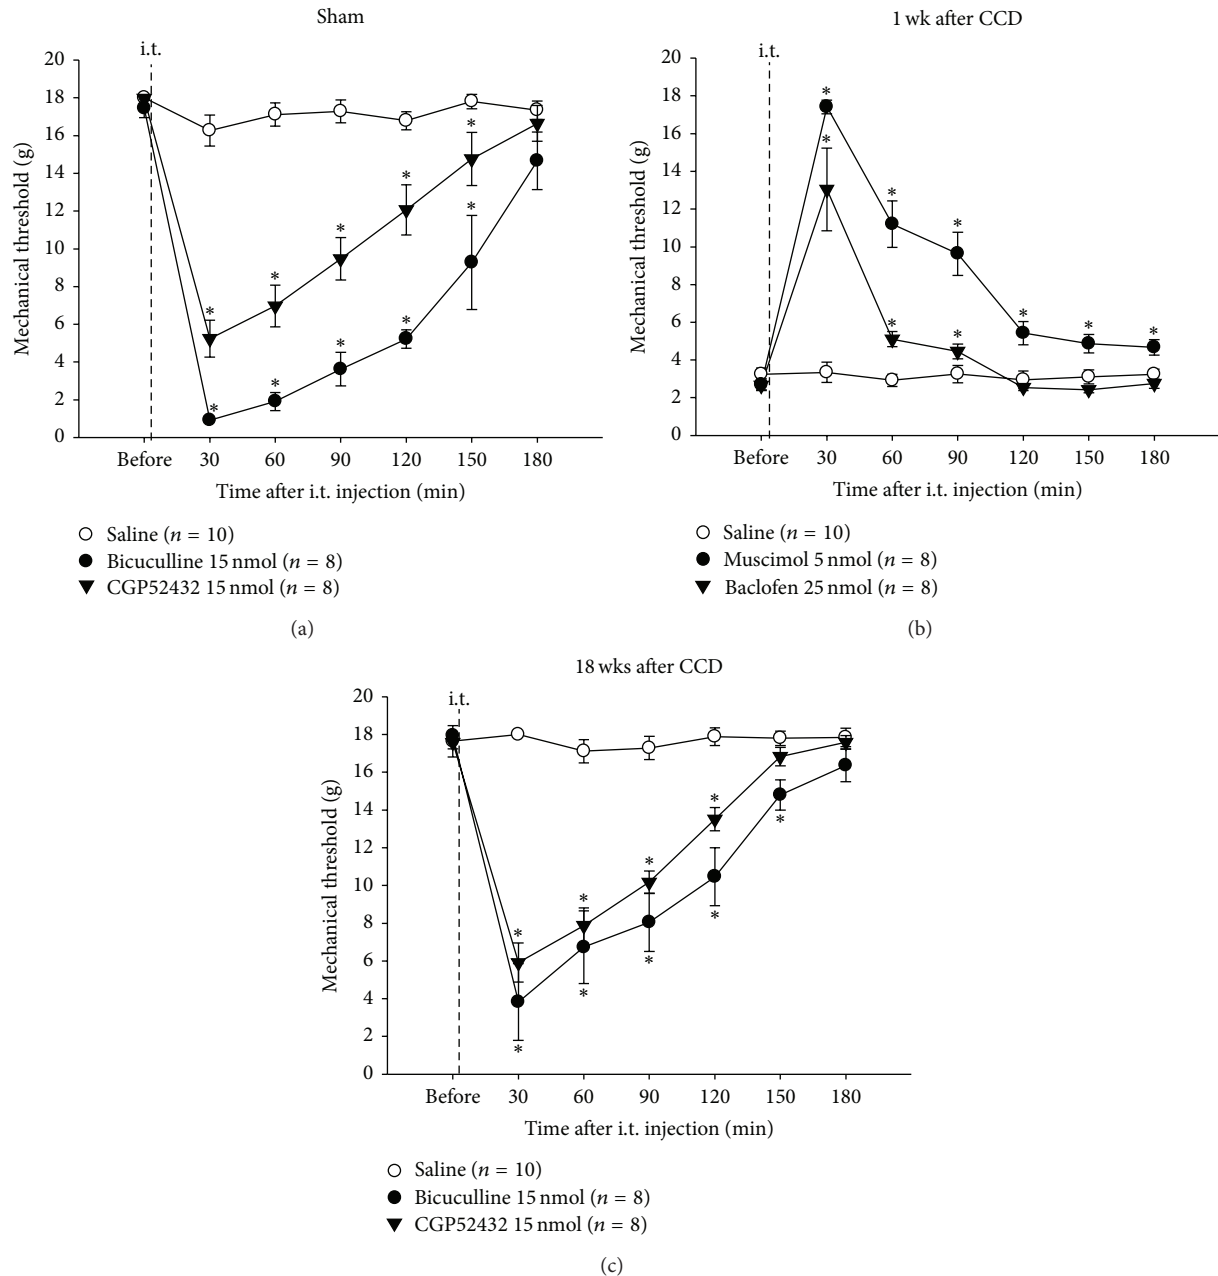 Sham
i.t.
20
18
16
14
12
10
8
6
4
2
0
Mechanical threshold (g)
Before 30 60 90 120 150 180
Time after i.t. injection (min)
* * * * *
* * * * *
Saline (n = 10)
Bicuculline 15 nmol (n = 8)
CGP52432 15 nmol (n = 8)
(a)
1 wk after CCD
i.t.
20
18
16
14
12
10
8
6
4
2
0
Mechanical threshold (g)
Before 30 60 90 120 150 180
Time after i.t. injection (min)
* * * * * *
* * *
Saline (n = 10)
Muscimol 5 nmol (n = 8)
Baclofen 25 nmol (n = 8)
(b)
18 wks after CCD
i.t.
20
18
16
14
12
10
8
6
4
2
0
Mechanical threshold (g)
Before 30 60 90 120 150 180
Time after i.t. injection (min)
* * * *
* * * * *
Saline (n = 10)
Bicuculline 15 nmol (n = 8)
CGP52432 15 nmol (n = 8)
(c)